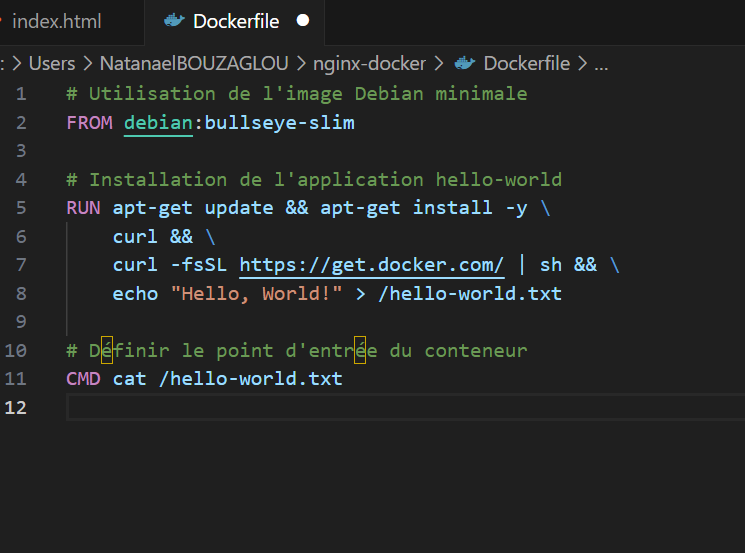 index.html
Dockerfile
: > Users > NatanaelBOUZAGLOU > nginx-docker > Dockerfile > ...
1 # Utilisation de l'image Debian minimale
2 FROM debian:bullseye-slim
3
4 # Installation de l'application hello-world
5 RUN apt-get update && apt-get install -y \
6 curl && \
7 curl -fsSL https://get.docker.com/ | sh && \
8 echo "Hello, World!" > /hello-world.txt
9
10 # Définir le point d'entrée du conteneur
11 CMD cat /hello-world.txt
12